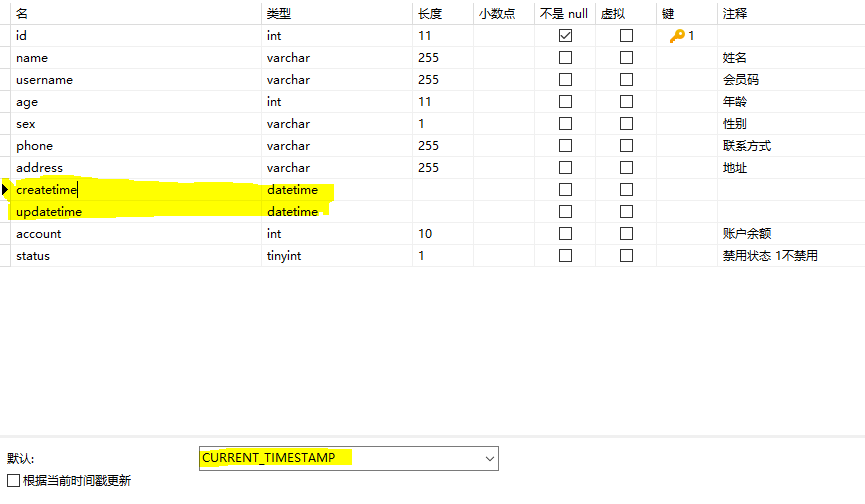 名 类型 长度 小数点 不是 null 虚拟 键 注释
id int 11 1
name varchar 255 姓名
username varchar 255 会员码
age int 11 年龄
sex varchar 1 性别
phone varchar 255 联系方式
address varchar 255 地址
createtime datetime
updatetime datetime
account int 10 账户余额
status tinyint 1 禁用状态 1不禁用
默认: CURRENT_TIMESTAMP
根据当前时间戳更新